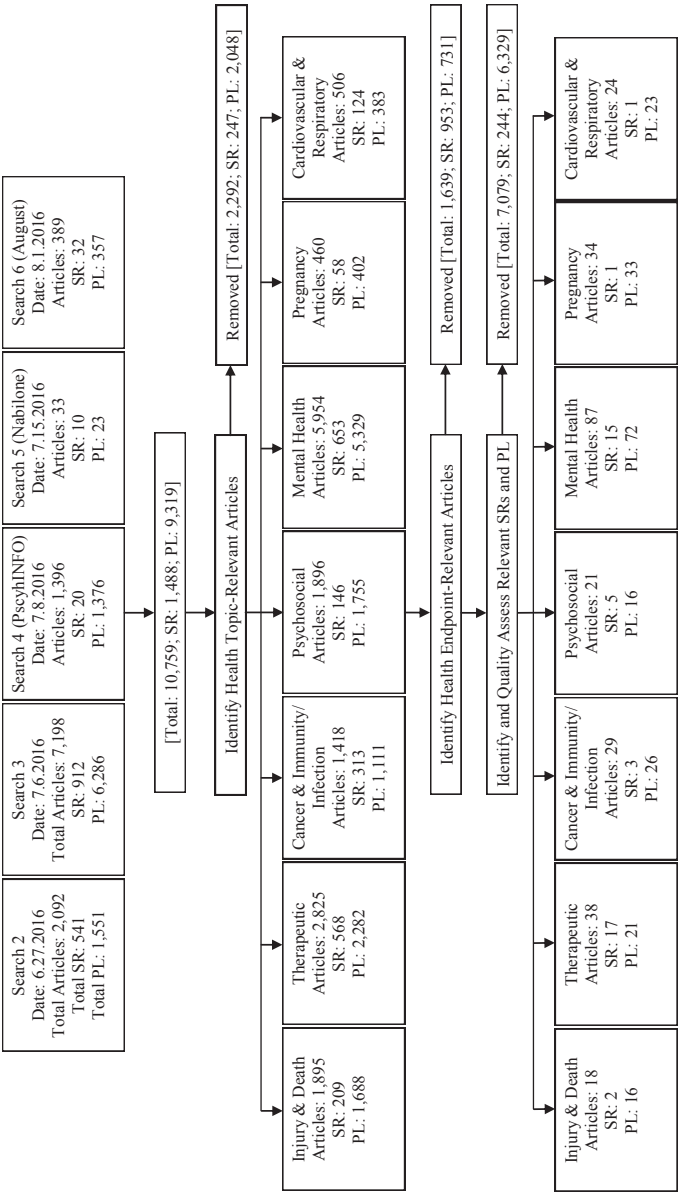 Search 2
Date: 6.27.2016
Total Articles: 2,092
Total SR: 541
Total PL: 1,551
Search 3
Date: 7.6.2016
Total Articles: 7,198
SR: 912
PL: 6,286
Search 4 (PscyhINFO)
Date: 7.8.2016
Articles: 1,396
SR: 20
PL: 1,376
Search 5 (Nabilone)
Date: 7.15.2016
Articles: 33
SR: 10
PL: 23
Search 6 (August)
Date: 8.1.2016
Articles: 389
SR: 32
PL: 357
[Total: 10,759; SR: 1,488; PL: 9,319]
Identify Health Topic-Relevant Articles
Removed [Total: 2,292; SR: 247; PL: 2,048]
Injury & Death
Articles: 1,895
SR: 209
PL: 1,688
Therapeutic
Articles: 2,825
SR: 568
PL: 2,282
Cancer & Immunity/
Infection
Articles: 1,418
SR: 313
PL: 1,111
Psychosocial
Articles: 1,896
SR: 146
PL: 1,755
Mental Health
Articles: 5,954
SR: 653
PL: 5,329
Pregnancy
Articles: 460
SR: 58
PL: 402
Cardiovascular &
Respiratory
Articles: 506
SR: 124
PL: 383
Identify Health Endpoint-Relevant Articles
Removed [Total: 1,639; SR: 953; PL: 731]
Identify and Quality Assess Relevant SRs and PL
Removed [Total: 7,079; SR: 244; PL: 6,329]
Injury & Death
Articles: 18
SR: 2
PL: 16
Therapeutic
Articles: 38
SR: 17
PL: 21
Cancer & Immunity/
Infection
Articles: 29
SR: 3
PL: 26
Psychosocial
Articles: 21
SR: 5
PL: 16
Mental Health
Articles: 87
SR: 15
PL: 72
Pregnancy
Articles: 34
SR: 1
PL: 33
Cardiovascular &
Respiratory
Articles: 24
SR: 1
PL: 23